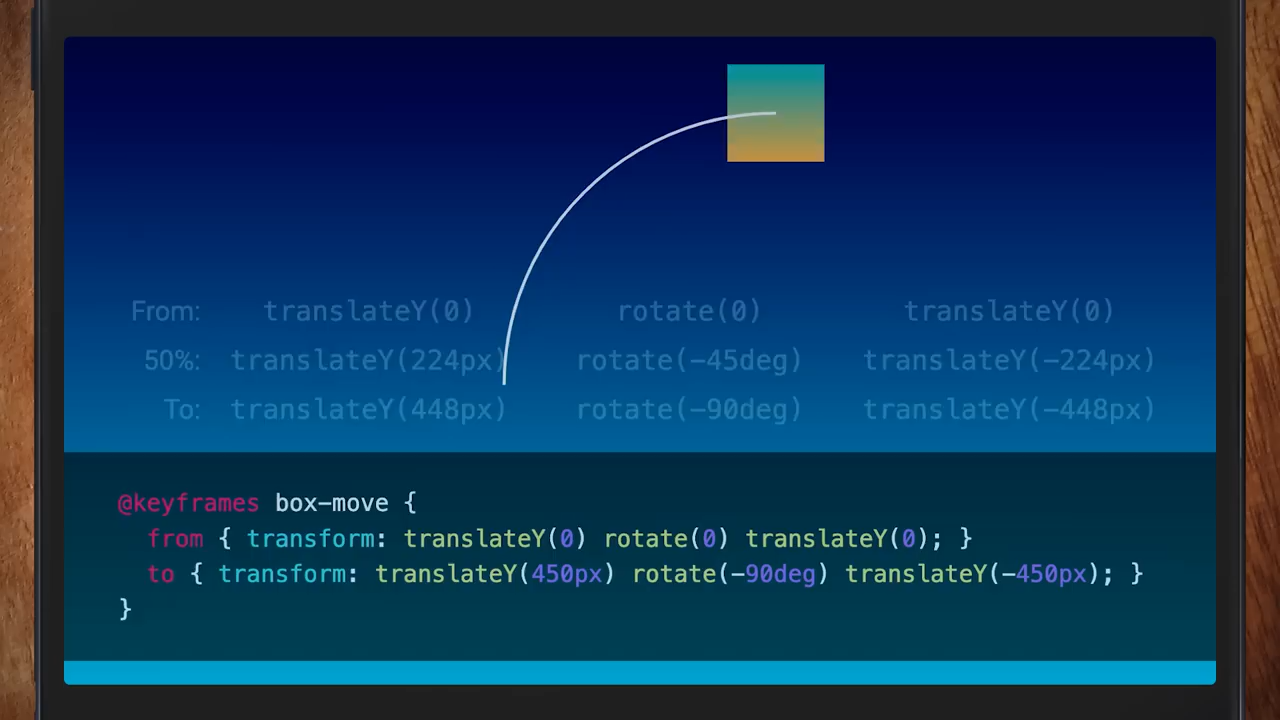 From: translateY(0) rotate(0) translateY(0)
50%: translateY(224px) rotate(-45deg) translateY(-224px)
To: translateY(448px) rotate(-90deg) translateY(-448px)
@keyframes box-move {
from { transform: translateY(0) rotate(0) translateY(0); }
to { transform: translateY(450px) rotate(-90deg) translateY(-450px); }
}